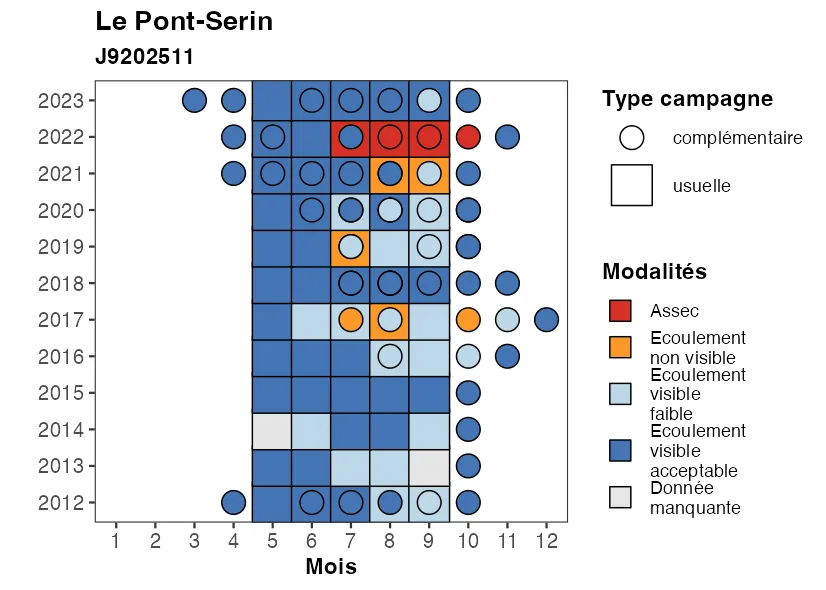 Le Pont-Serin
J9202511
2023
2022
2021
2020
2019
2018
2017
2016
2015
2014
2013
2012
1 2 3 4 5 6 7 8 9 10 11 12
Mois
Type campagne
complémentaire
usuelle
Modalités
Assec
Ecoulement
non visible
Ecoulement
visible
faible
Ecoulement
visible
acceptable
Donnée
manquante